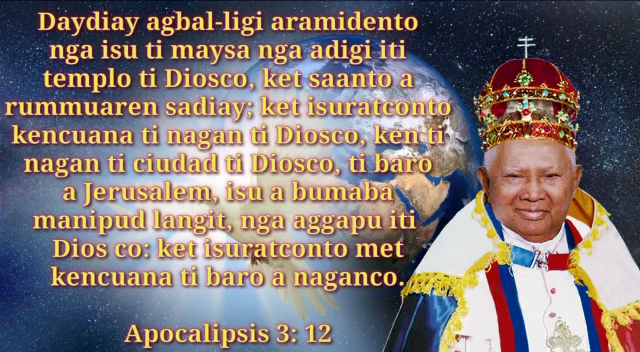 Daydiay agbal-ligi aramidento
nga isu ti maysa nga adigi iti
templo ti Diosco, ket saanto a
rummuaren sadiay; ket isuratconto
kencuana ti nagan ti Diosco, ken ti
nagan ti ciudad ti Diosco, ti baro
a Jerusalem, isu a bumaba
manipud langit, nga aggapu iti
Dios co: ket isuratconto met
kencuana ti baro a naganco.
Apocalipsis 3: 12